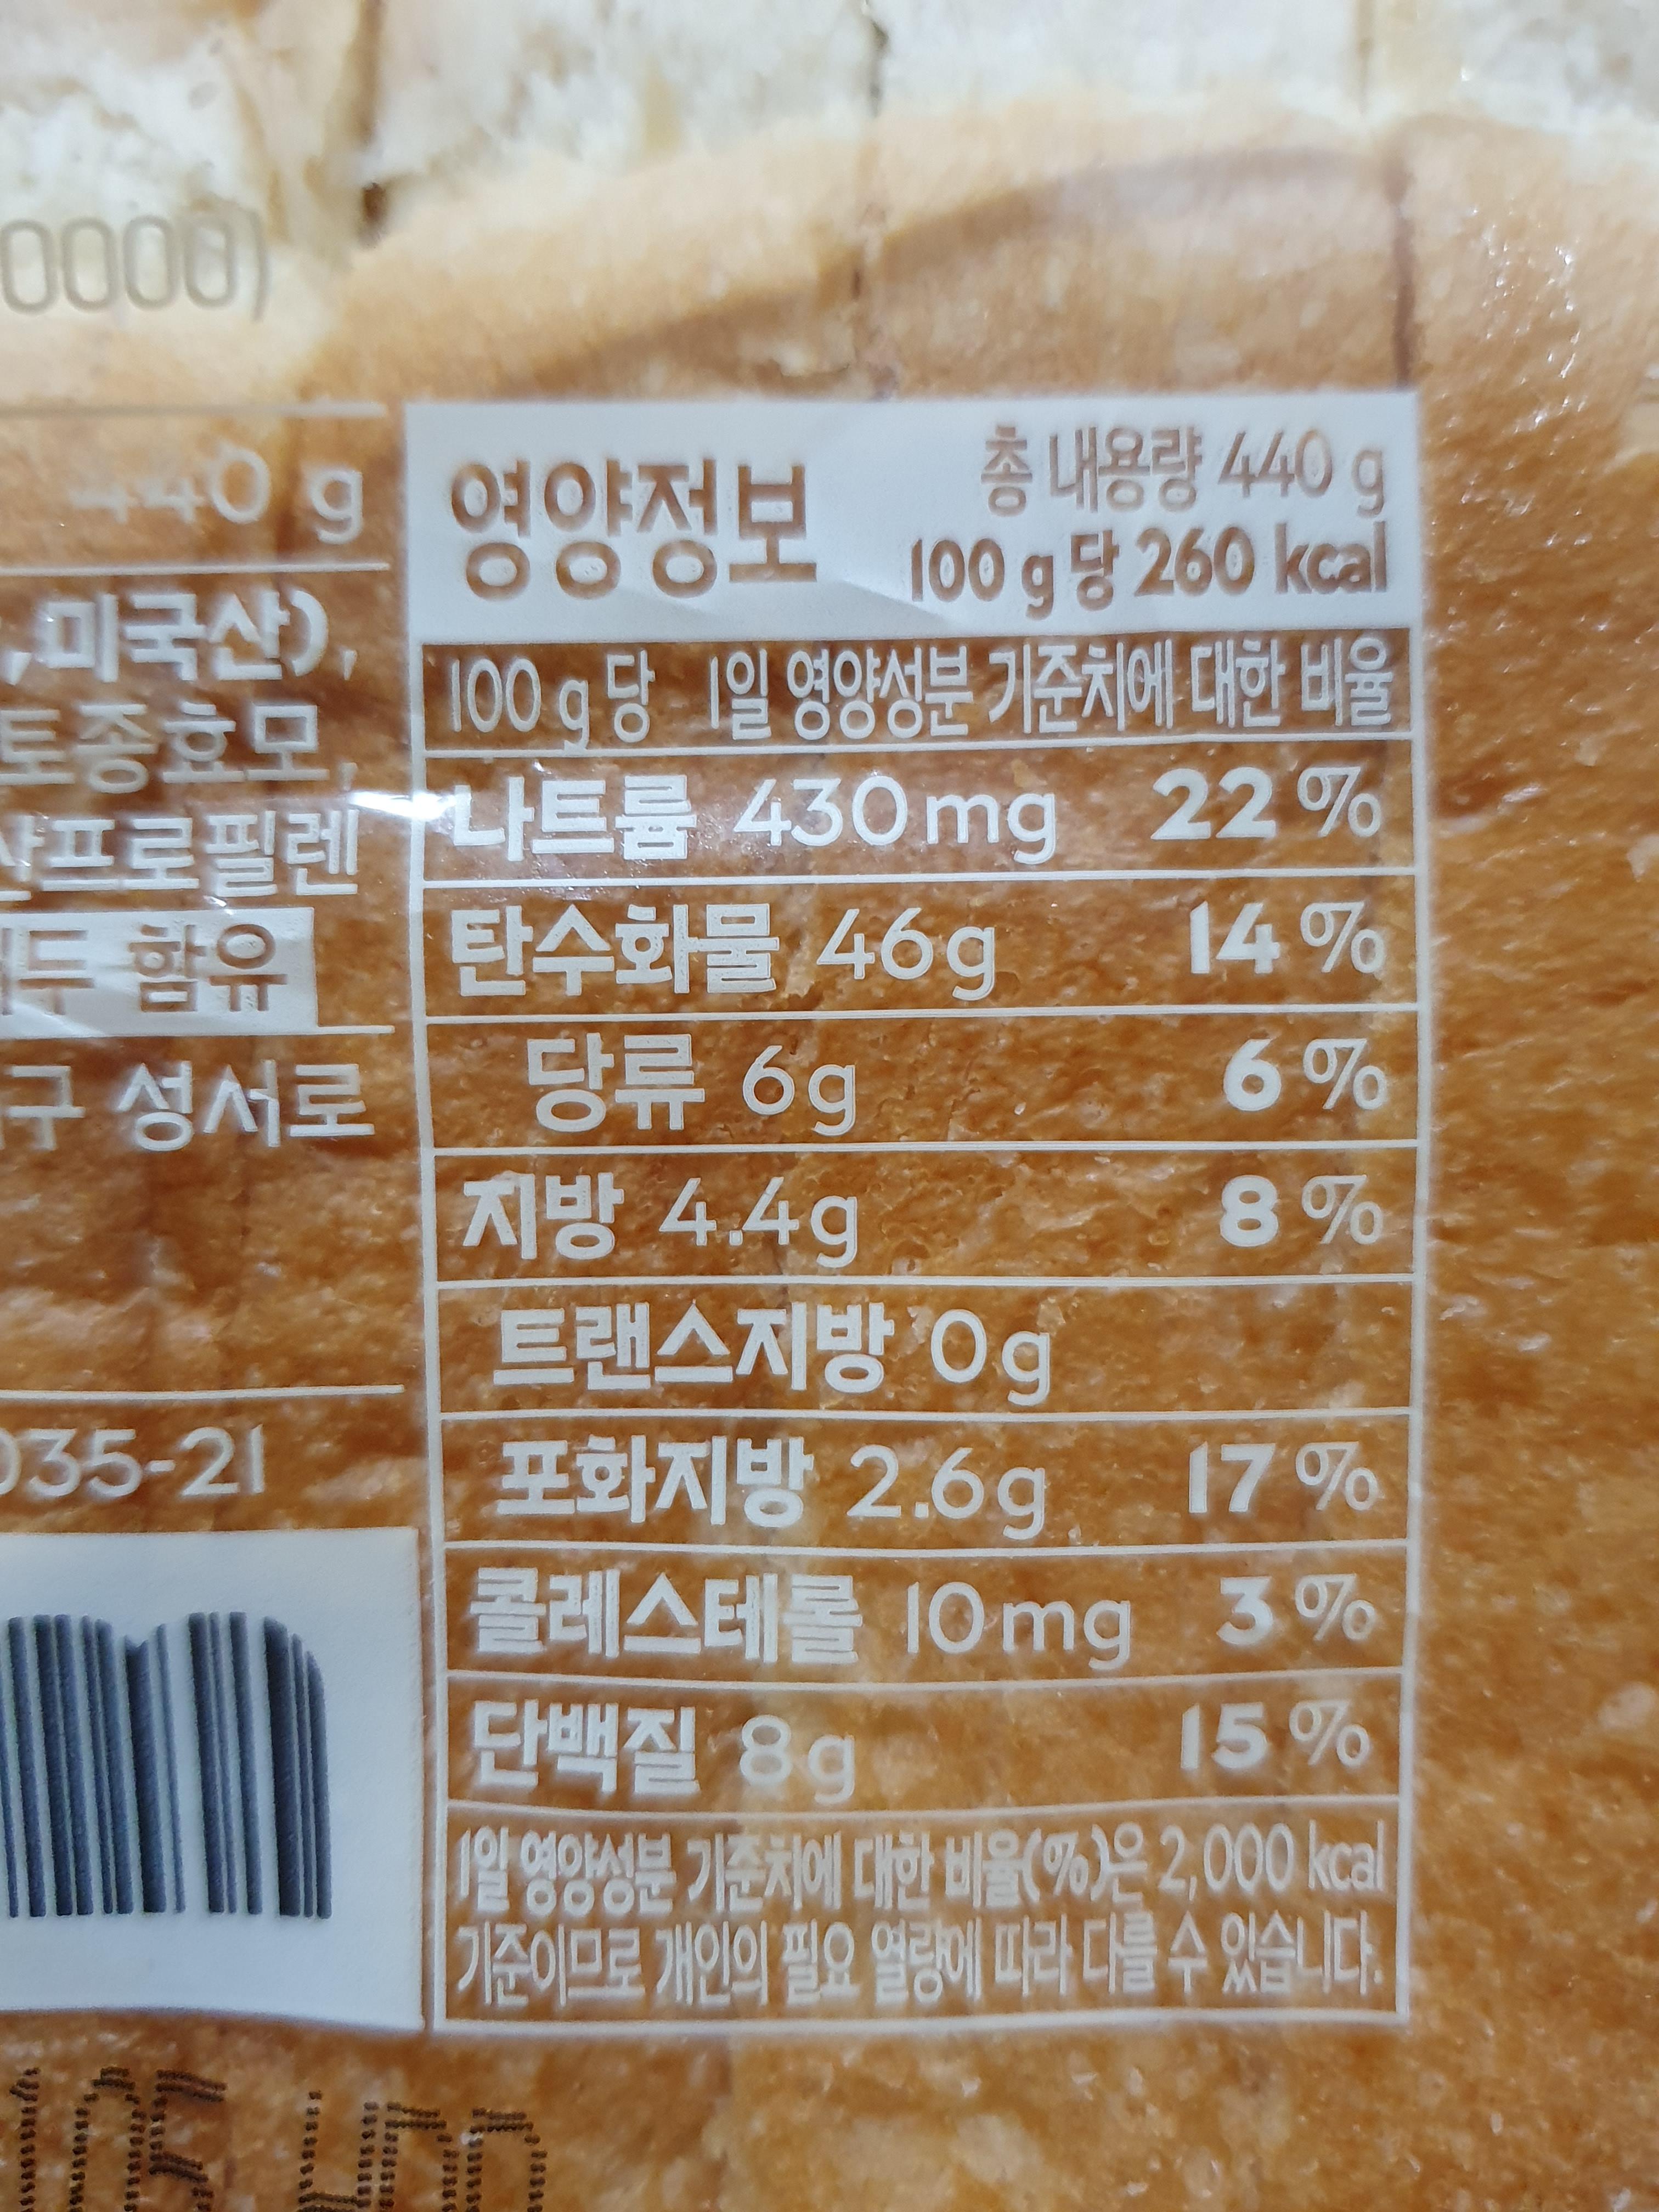 0000)
440 g
,미국산),
토종효모,
산프로필렌
대두 함유
구 성서로
035-21
영양정보
총 내용량 440 g
100 g당 260 kcal
100 g당 1일 영양성분 기준치에 대한 비율
나트륨 430mg 22 %
탄수화물 46g 14 %
당류 6g 6 %
지방 4.4g 8 %
트랜스지방 0g
포화지방 2.6g 17 %
콜레스테롤 10mg 3 %
단백질 8g 15 %
1일 영양성분 기준치에 대한 비율(%)은 2,000 kcal
기준이므로 개인의 필요 열량에 따라 다를 수 있습니다.